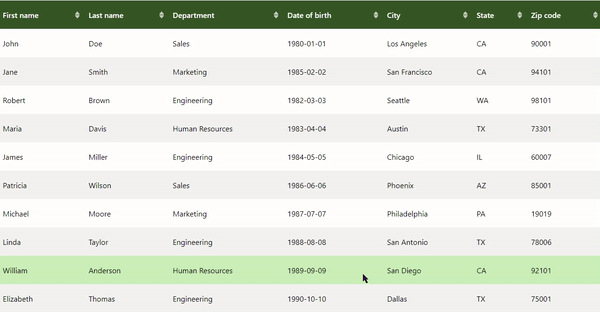 First name Last name Department Date of birth City State Zip code
John Doe Sales 1980-01-01 Los Angeles CA 90001
Jane Smith Marketing 1985-02-02 San Francisco CA 94101
Robert Brown Engineering 1982-03-03 Seattle WA 98101
Maria Davis Human Resources 1983-04-04 Austin TX 73301
James Miller Engineering 1984-05-05 Chicago IL 60007
Patricia Wilson Sales 1986-06-06 Phoenix AZ 85001
Michael Moore Marketing 1987-07-07 Philadelphia PA 19019
Linda Taylor Engineering 1988-08-08 San Antonio TX 78006
William Anderson Human Resources 1989-09-09 San Diego CA 92101
Elizabeth Thomas Engineering 1990-10-10 Dallas TX 75001